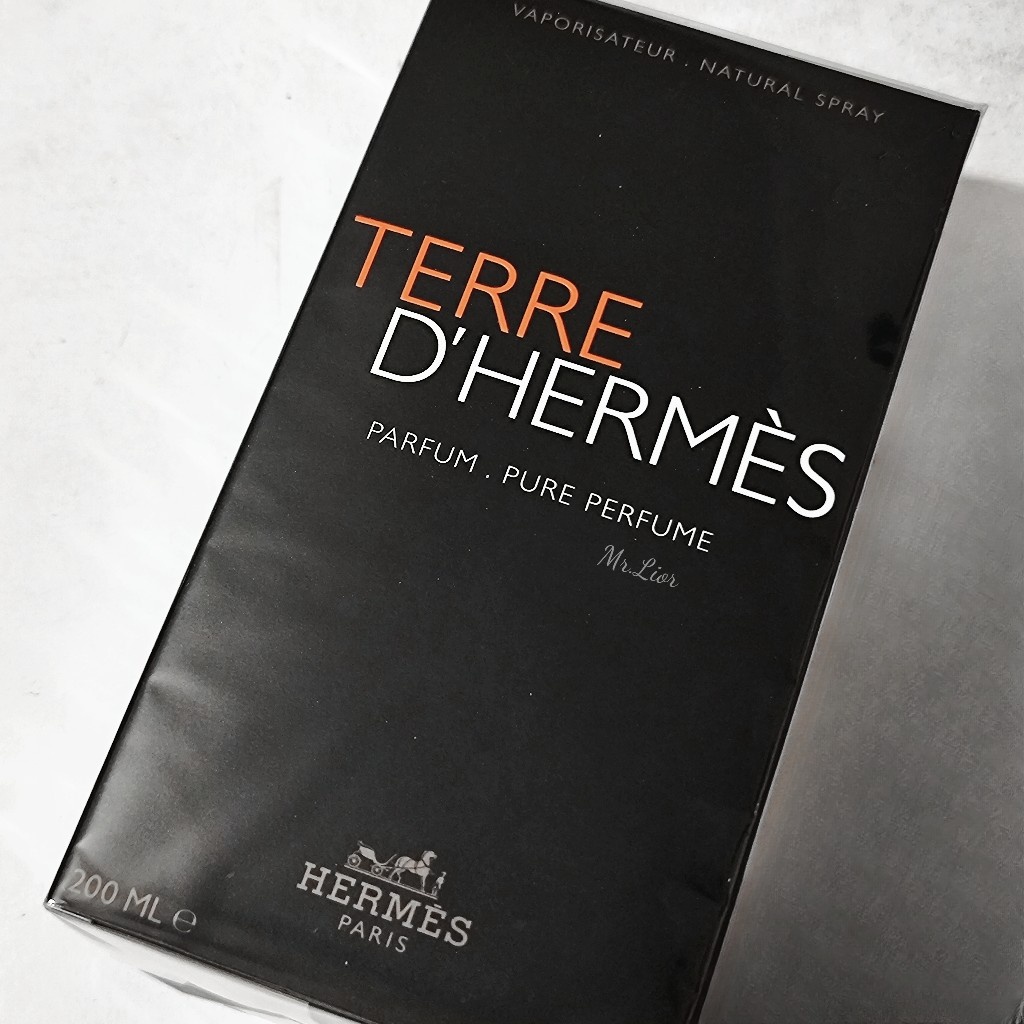 VAPORISATEUR . NATURAL SPRAY
TERRE
D'HERMÈS
PARFUM . PURE PERFUME
Mr.Lior
HERMÈS
PARIS
200 ML ℮